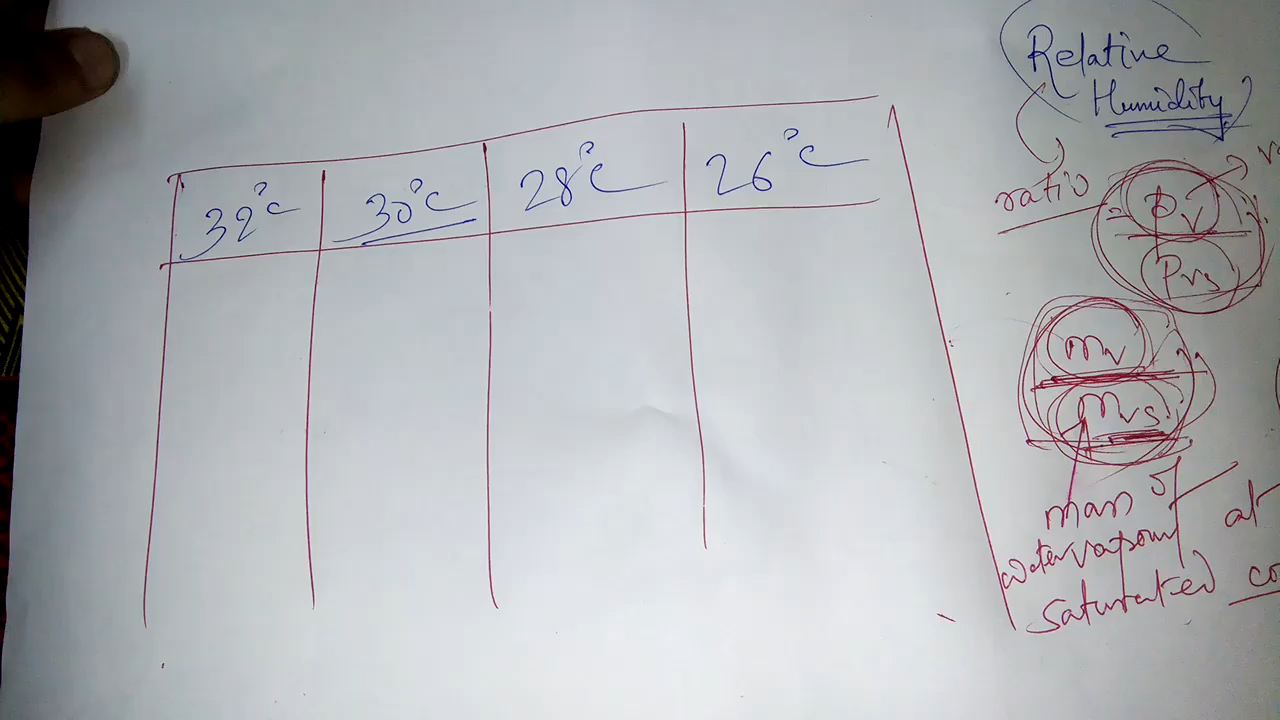 32°C 30°C 28°C 26°C
Relative
Humidity
ratio = pv
Pvs
mv
mvs
mass of
water vapour at
saturated